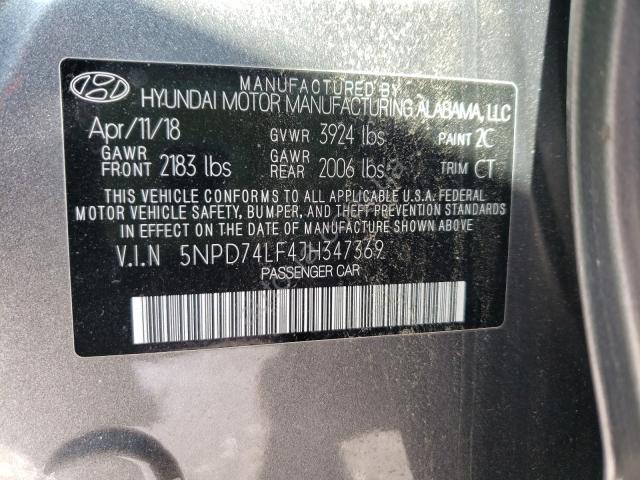 MANUFACTURED BY
HYUNDAI MOTOR MANUFACTURING ALABAMA, LLC
Apr/11/18 GVWR 3924 lbs PAINT 2C
GAWR FRONT 2183 lbs GAWR REAR 2006 lbs TRIM CT
THIS VEHICLE CONFORMS TO ALL APPLICABLE U.S.A. FEDERAL
MOTOR VEHICLE SAFETY, BUMPER, AND THEFT PREVENTION STANDARDS
IN EFFECT ON THE DATE OF MANUFACTURE SHOWN ABOVE
V.I.N 5NPD74LF4JH347369
PASSENGER CAR